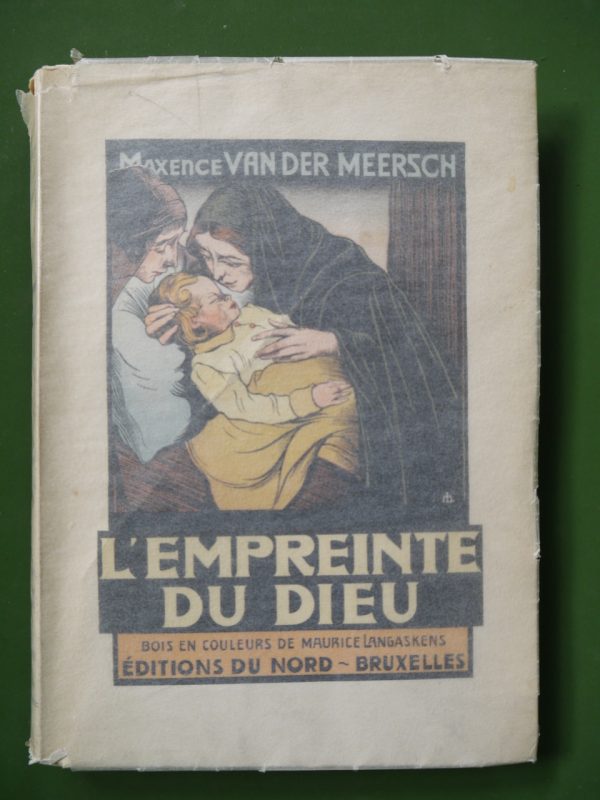 MAXENCE VAN DER MEERSCH
L'EMPREINTE
DU DIEU
BOIS EN COULEURS DE MAURICE LANGASKENS
ÉDITIONS DU NORD ~ BRUXELLES